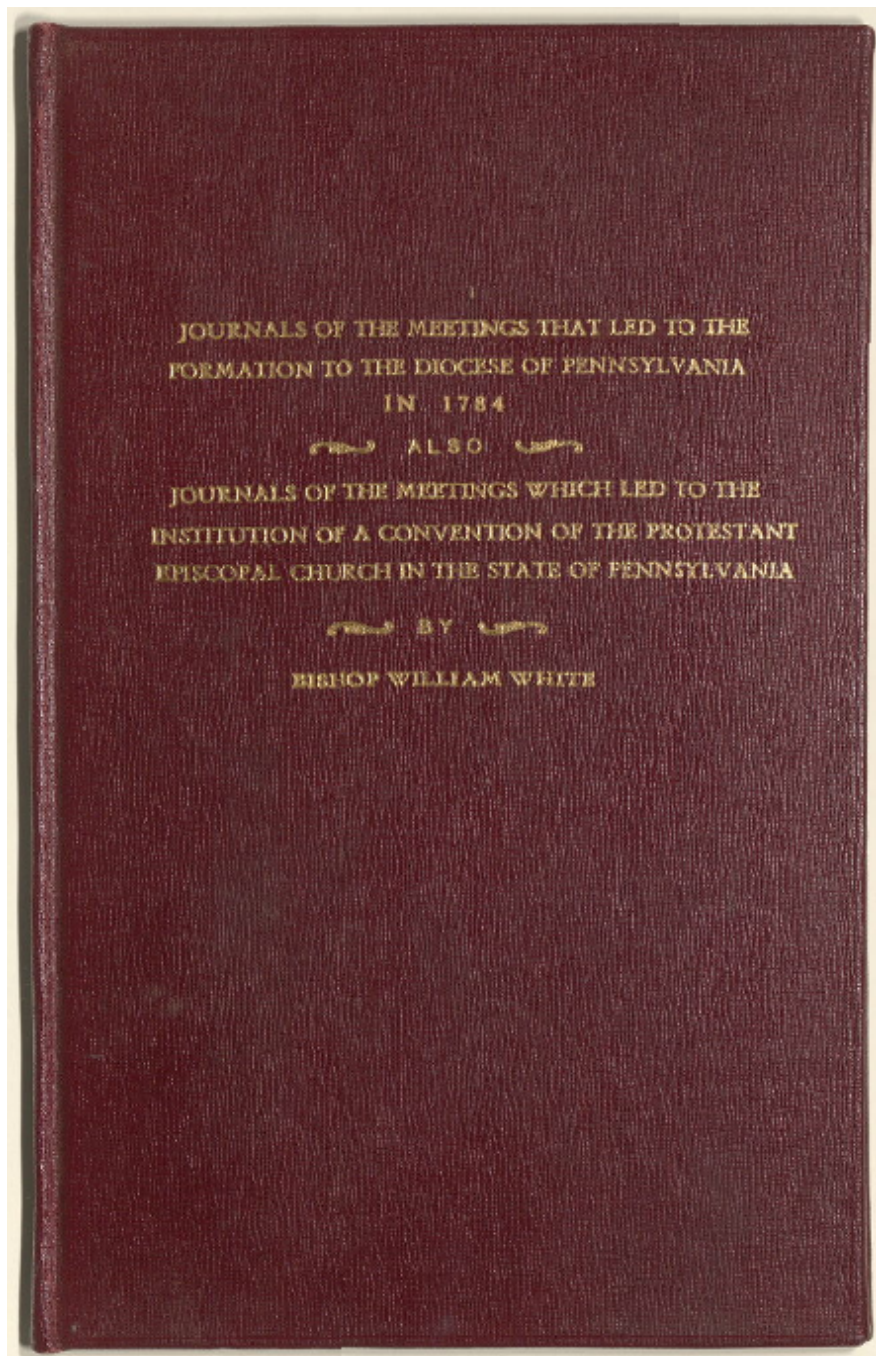 JOURNALS OF THE MEETINGS THAT LED TO THE
FORMATION TO THE DIOCESE OF PENNSYLVANIA
IN 1784
ALSO
JOURNALS OF THE MEETINGS WHICH LED TO THE
INSTITUTION OF A CONVENTION OF THE PROTESTANT
EPISCOPAL CHURCH IN THE STATE OF PENNSYLVANIA
BY
BISHOP WILLIAM WHITE